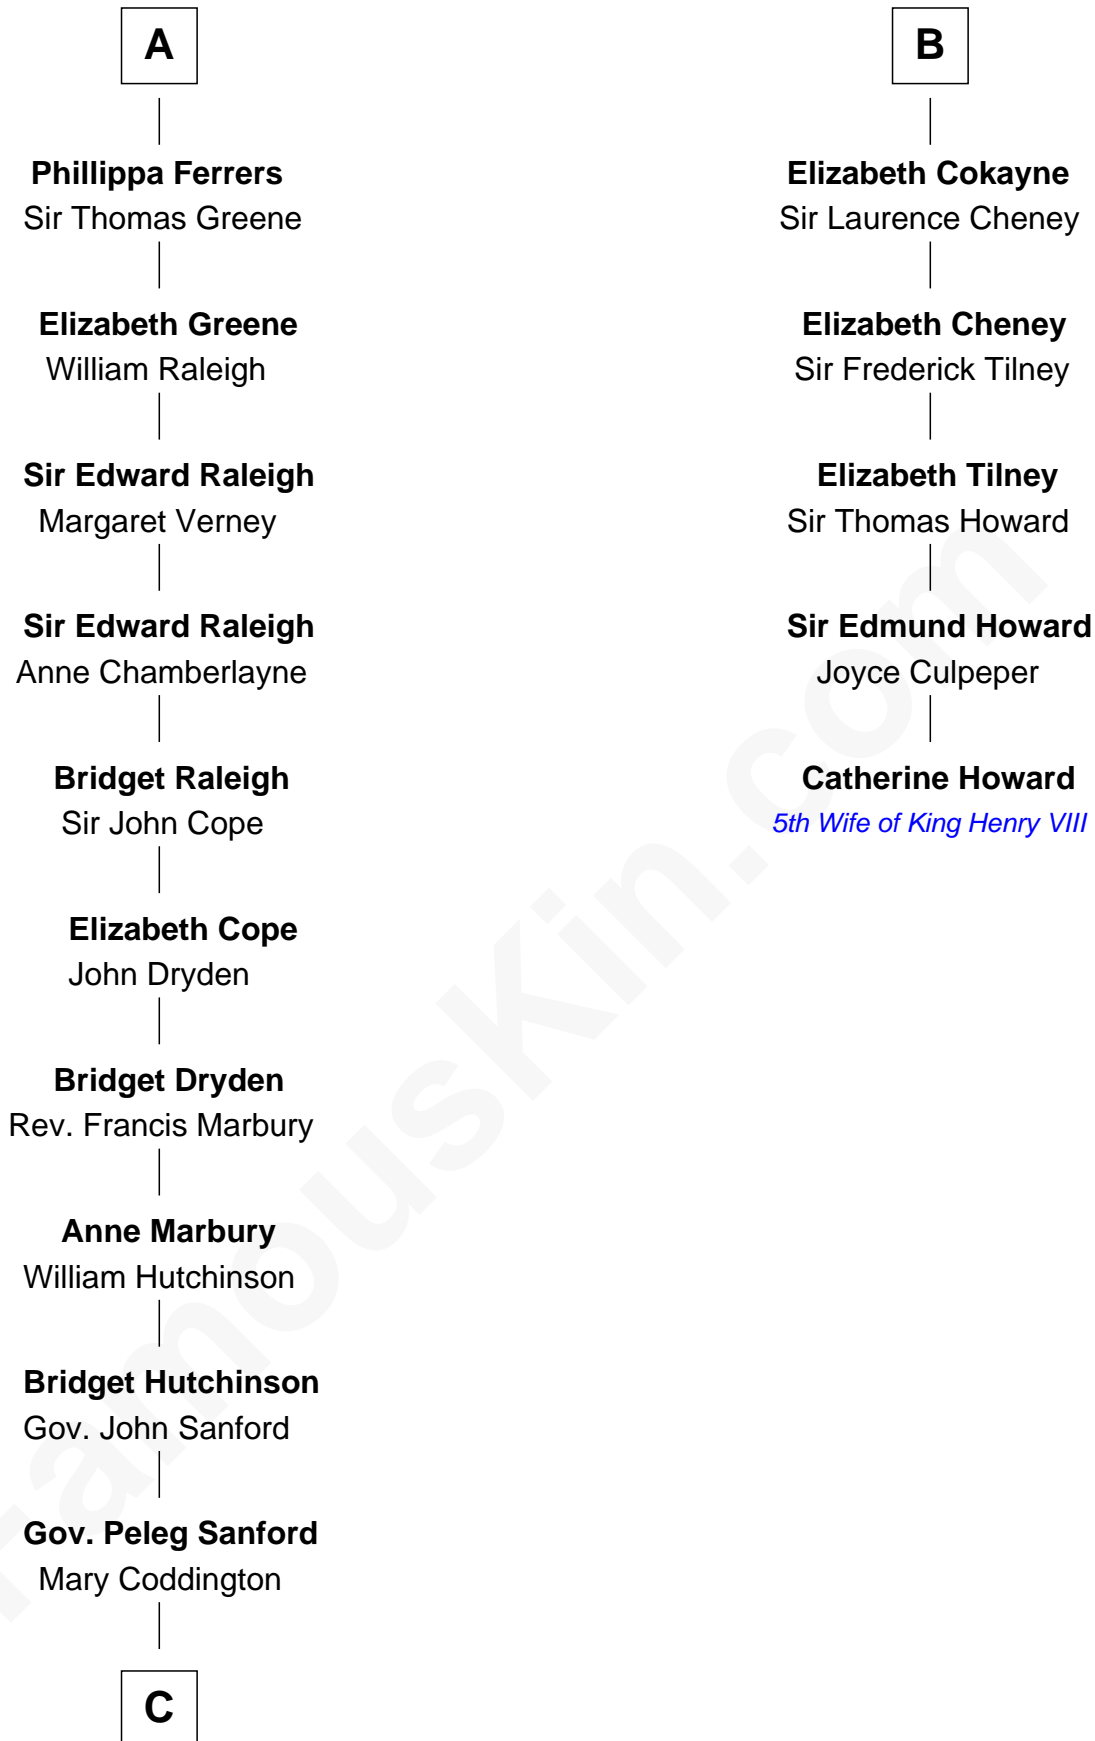 A
Phillippa Ferrers
Sir Thomas Greene
Elizabeth Greene
William Raleigh
Sir Edward Raleigh
Margaret Verney
Sir Edward Raleigh
Anne Chamberlayne
Bridget Raleigh
Sir John Cope
Elizabeth Cope
John Dryden
Bridget Dryden
Rev. Francis Marbury
Anne Marbury
William Hutchinson
Bridget Hutchinson
Gov. John Sanford
Gov. Peleg Sanford
Mary Coddington
C
B
Elizabeth Cokayne
Sir Laurence Cheney
Elizabeth Cheney
Sir Frederick Tilney
Elizabeth Tilney
Sir Thomas Howard
Sir Edmund Howard
Joyce Culpeper
Catherine Howard
5th Wife of King Henry VIII
FamousKin.com